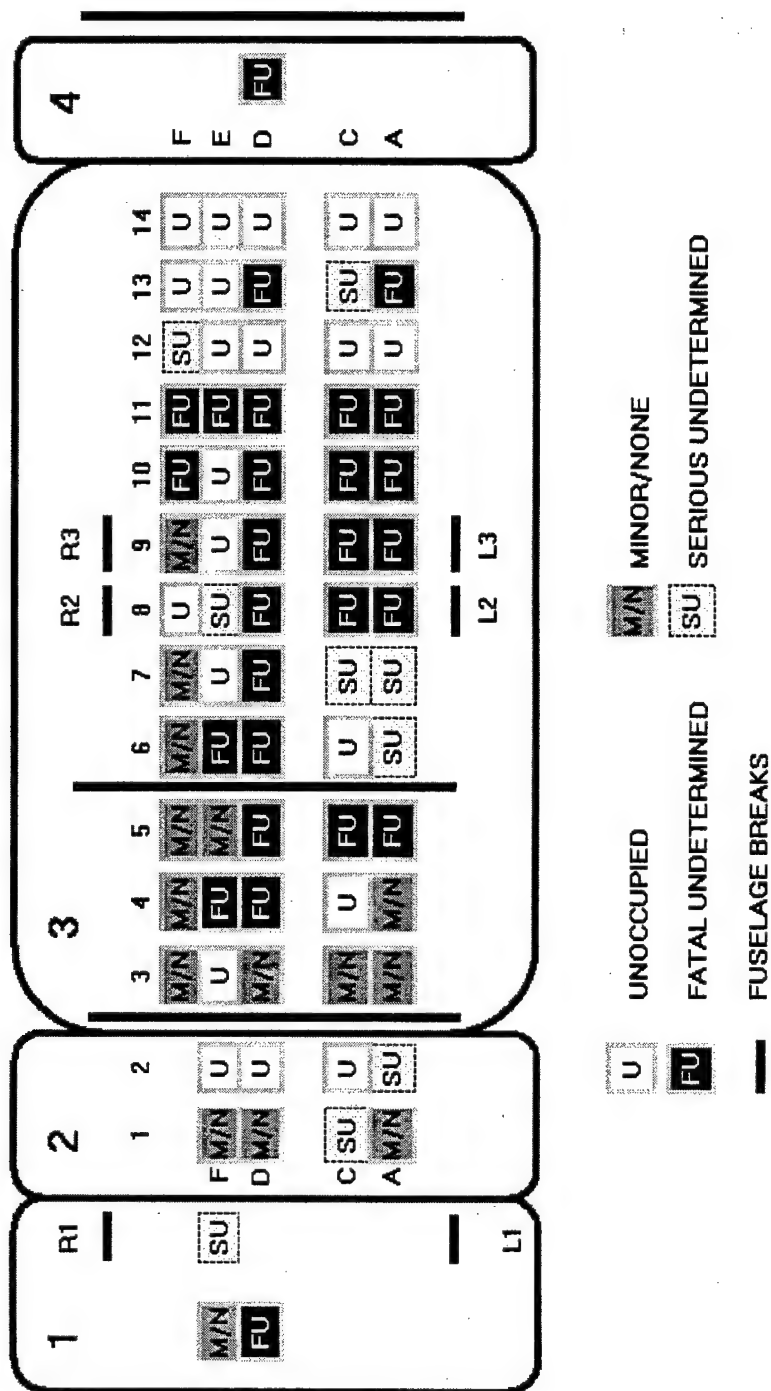 1 2 3 4
R1 R2 R3
1 2 3 4 5 6 7 8 9 10 11 12 13 14
M/N M/N M/N M/N M/N U M/N FU FU SU U U F
M/N SU F M/N U U FU M/N FU U SU U U FU U U U E
FU D M/N U M/N FU FU FU FU FU FU FU FU U FU U D FU
C SU U M/N U FU U SU FU FU FU FU U SU U C
A M/N SU M/N M/N FU SU SU FU FU FU FU U FU U A
L1 L2 L3
U UNOCCUPIED M/N MINOR/NONE
FU FATAL UNDETERMINED SU SERIOUS UNDETERMINED
FUSELAGE BREAKS